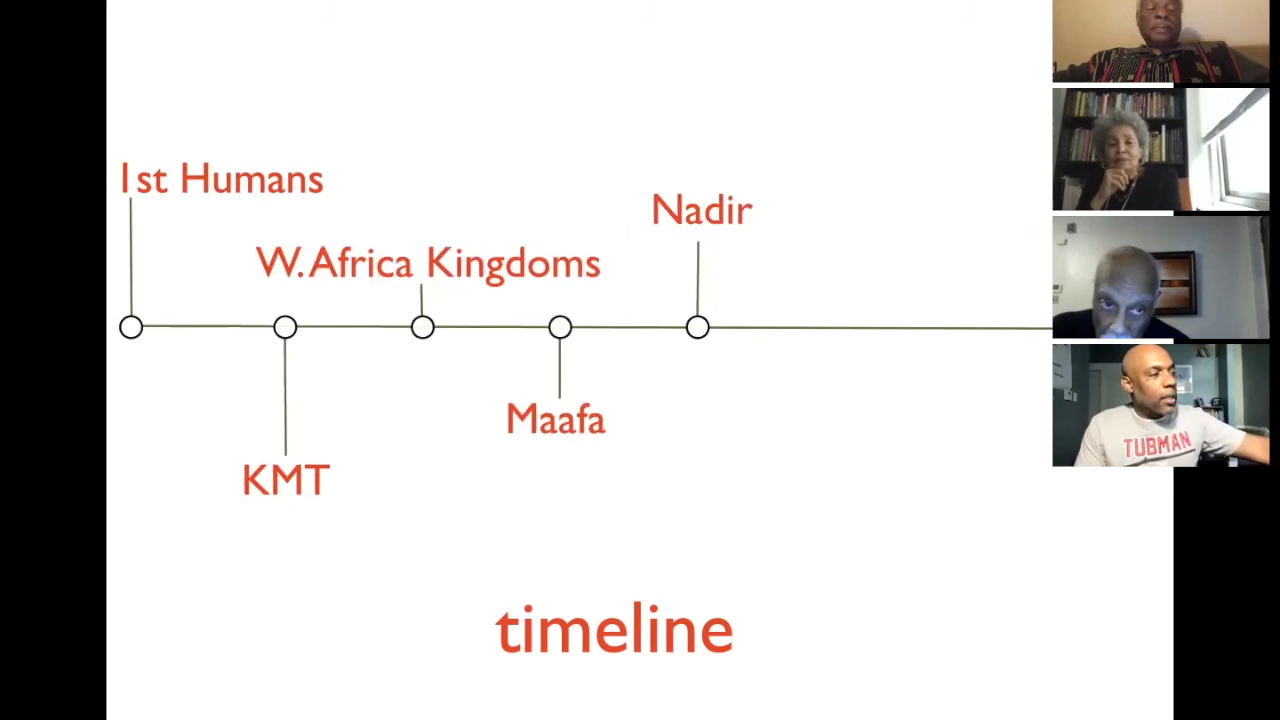 1st Humans
Nadir
W. Africa Kingdoms
Maafa
KMT
timeline
TUBMAN